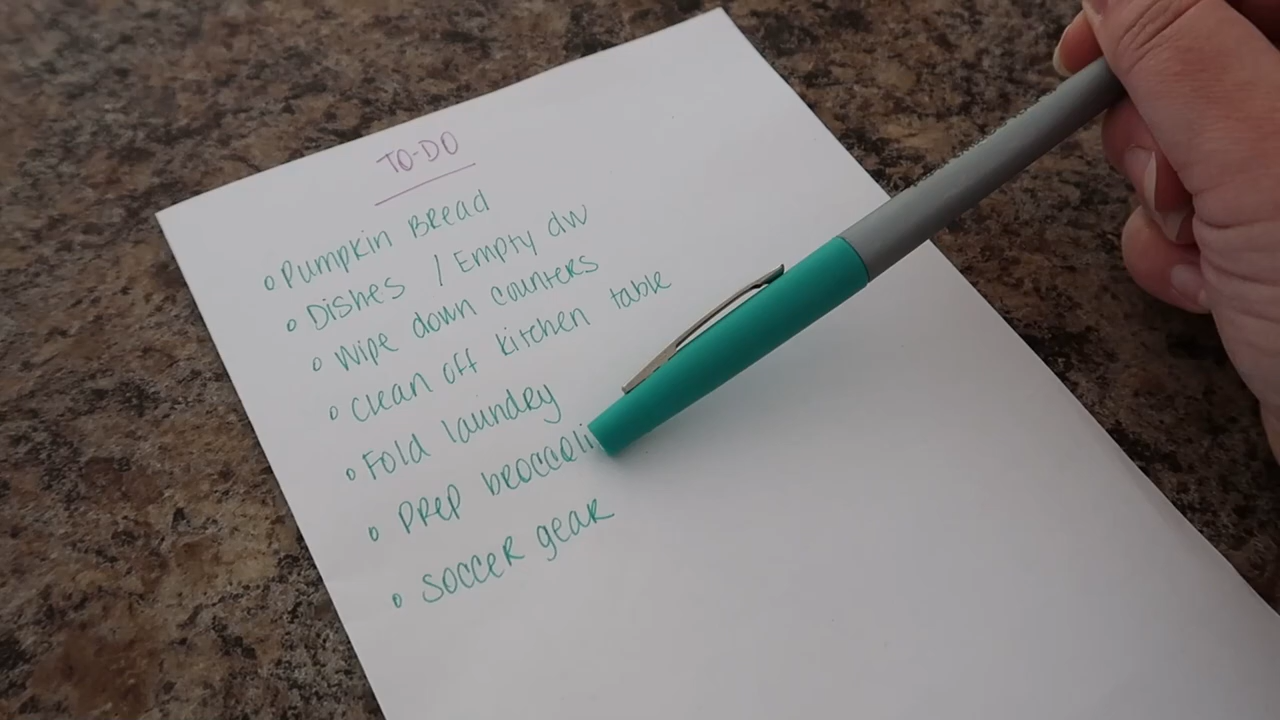 TO-DO
Pumpkin Bread
Dishes / Empty dw
Wipe down counters
Clean off kitchen table
Fold laundry
Prep broccoli
Soccer gear